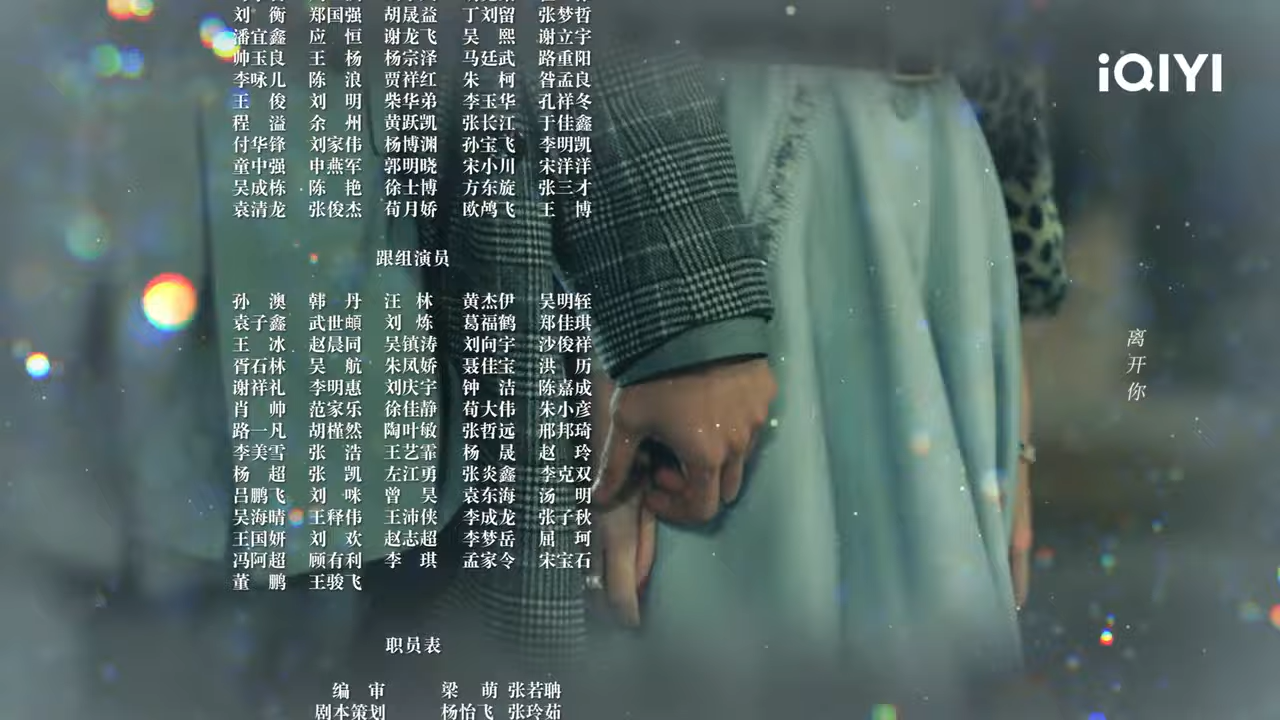 刘 衡 郑国强 胡晟益 丁刘留 张梦哲
潘宜鑫 应 恒 谢龙飞 吴 熙 谢立宇
帅玉良 王 杨 杨宗泽 马廷武 路重阳
李咏儿 陈 浪 贾祥红 朱 柯 昝孟良
王 俊 刘 明 柴华弟 李玉华 孔祥冬
程 溢 余 州 黄跃凯 张长江 于佳鑫
付华锋 刘家伟 杨博渊 孙宝飞 李明凯
童中强 申燕军 郭明晓 宋小川 宋洋洋
吴成栋 陈 艳 徐士博 方东旋 张三才
袁清龙 张俊杰 荀月娇 欧鸬飞 王 博
跟组演员
孙 澳 韩 丹 汪 林 黄杰伊 吴明轾
袁子鑫 武世頔 刘 炼 葛福鹤 郑佳琪
王 冰 赵晨同 吴镇涛 刘向宇 沙俊祥
胥石林 吴 航 朱凤娇 聂佳宝 洪 历
谢祥礼 李明惠 刘庆宇 钟 洁 陈嘉成
肖 帅 范家乐 徐佳静 荀大伟 朱小彦
路一凡 胡槿然 陶叶敏 张哲远 邢邦琦
李美雪 张 浩 王艺霏 杨 晟 赵 玲
杨 超 张 凯 左江勇 张炎鑫 李克双
吕鹏飞 刘 咪 曾 昊 袁东海 汤 明
吴海晴 王释伟 王沛侠 李成龙 张子秋
王国妍 刘 欢 赵志超 李梦岳 屈 珂
冯阿超 顾有利 李 琪 孟家令 宋宝石
董 鹏 王骏飞
职员表
编 审 梁 萌 张若聃
剧本策划 杨怡飞 张玲茹
iQIYI
离开你